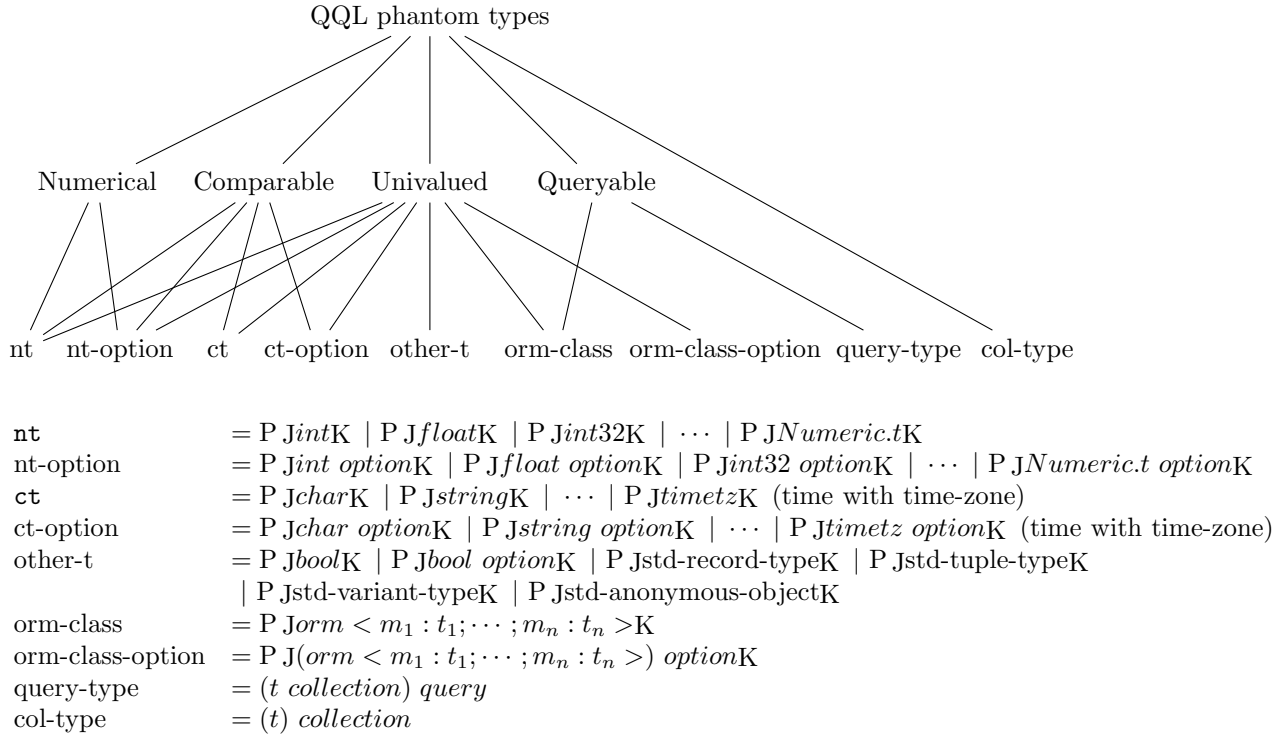 QQL phantom types
Numerical Comparable Univalued Queryable
nt nt-option ct ct-option other-t orm-class orm-class-option query-type col-type
nt = P JintK | P JfloatK | P Jint32K | ⋯ | P JNumeric.tK
nt-option = P Jint optionK | P Jfloat optionK | P Jint32 optionK | ⋯ | P JNumeric.t optionK
ct = P JcharK | P JstringK | ⋯ | P JtimetzK (time with time-zone)
ct-option = P Jchar optionK | P Jstring optionK | ⋯ | P Jtimetz optionK (time with time-zone)
other-t = P JboolK | P Jbool optionK | P Jstd-record-typeK | P Jstd-tuple-typeK
| P Jstd-variant-typeK | P Jstd-anonymous-objectK
orm-class = P Jorm < m₁ : t₁; ⋯ ; mₙ : tₙ >K
orm-class-option = P J(orm < m₁ : t₁; ⋯ ; mₙ : tₙ >) optionK
query-type = (t collection) query
col-type = (t) collection